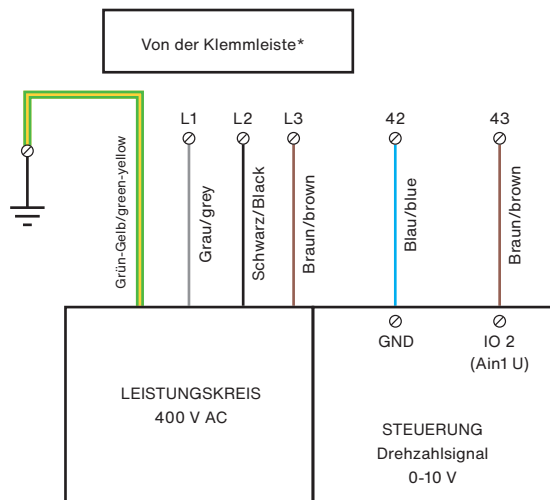 Von der Klemmleiste*
L1
L2
L3
42
43
Grün-Gelb/green-yellow
Grau/grey
Schwarz/Black
Braun/brown
Blau/blue
Braun/brown
GND
IO 2
(Ain1 U)
LEISTUNGSKREIS
400 V AC
STEUERUNG
Drehzahlsignal
0-10 V